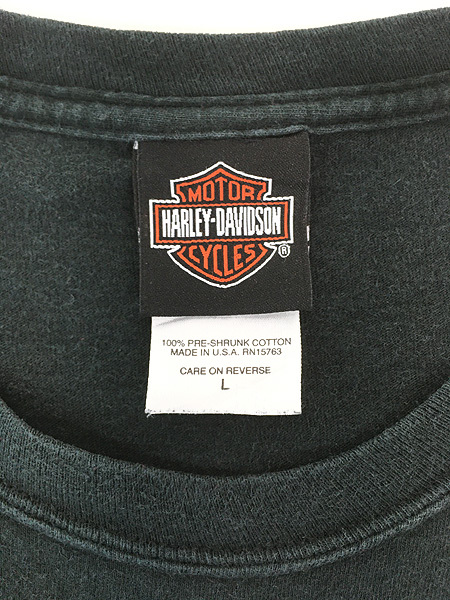 MOTOR
HARLEY-DAVIDSON
CYCLES ®
100% PRE-SHRUNK COTTON
MADE IN U.S.A. RN15763
CARE ON REVERSE
L